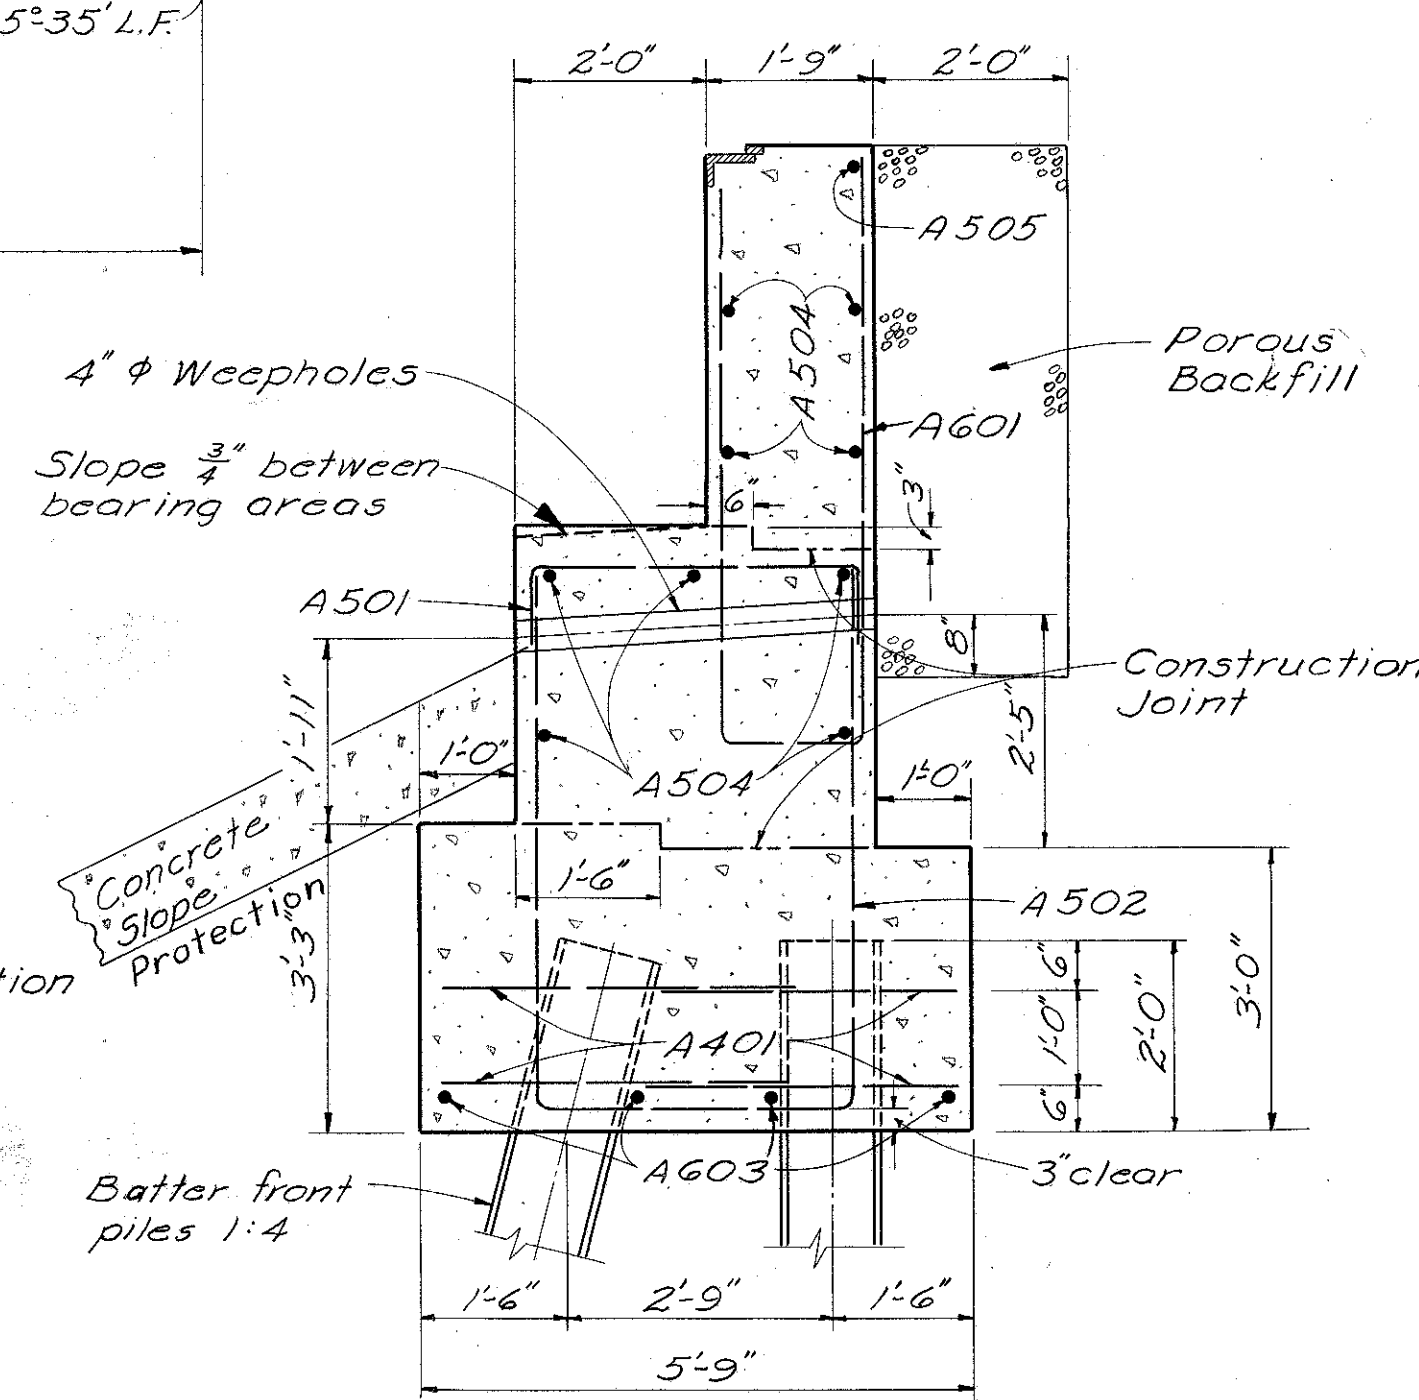 5°-35' L.F.
2'-0" 1'-9" 2'-0"
A505
A504
4" φ Weepholes
Porous
Backfill
A601
Slope 3/4" between
bearing areas
6"
3"
A501
8"
Construction
Joint
1'-11"
1'-0"
A504
2'-5"
1'-0"
Concrete
Slope
Protection
1'-6"
A502
3'-3"
tion
6"
1'-0"
2'-0"
3'-0"
A401
6"
A603
3" clear
Batter front
piles 1:4
1'-6" 2'-9" 1'-6"
5'-9"